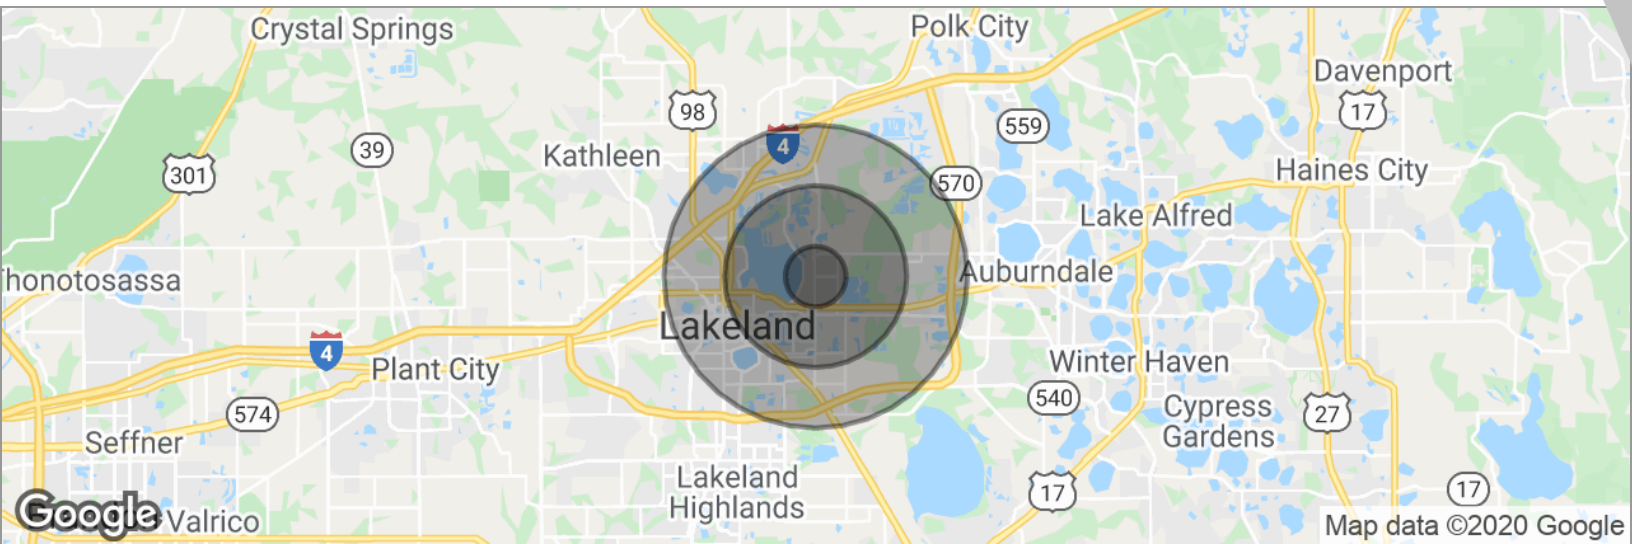 Crystal Springs
Polk City
Davenport
98
17
559
39
4
Kathleen
301
Haines City
570
Lake Alfred
Auburndale
Thonotosassa
Lakeland
4
Plant City
Winter Haven
540
Cypress
Gardens
27
574
Seffner
Lakeland
Highlands
17
17
Google
Valrico
Map data ©2020 Google